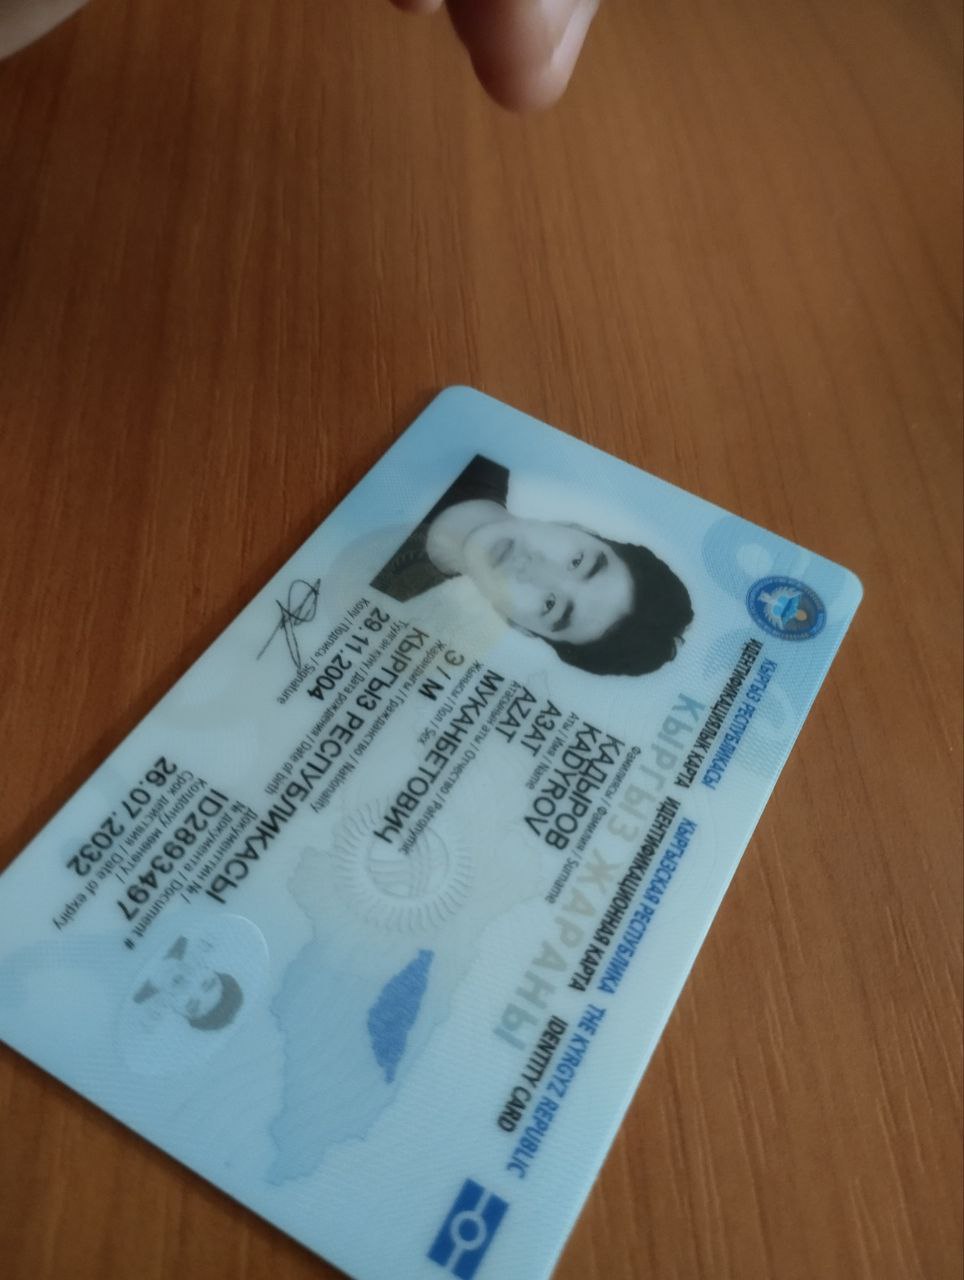 КЫРГЫЗ РЕСПУБЛИКАСЫ КЫРГЫЗСКАЯ РЕСПУБЛИКА THE KYRGYZ REPUBLIC
ИДЕНТИФИКАЦИЯЛЫК КАРТА ИДЕНТИФИКАЦИОННАЯ КАРТА IDENTITY CARD
КЫРГЫЗ ЖАРАНЫ
Фамилиясы / Фамилия / Surname
КАДЫРОВ
KADYROV
Аты / Имя / Name
АЗАТ
AZAT
Атасынын аты / Отчество / Patronymic
МУКАНБЕТОВИЧ
Жынысы / Пол / Sex
Э / М
Жарандыгы / Гражданство / Nationality
КЫРГЫЗ РЕСПУБЛИКАСЫ
Туулган күнү / Дата рождения / Date of birth
29.11.2004
Колу / Подпись / Signature
Документтин № /
№ документа / Document #
ID2893497
Колдонуу мөөнөтү /
Срок действия / Date of expiry
26.07.2032